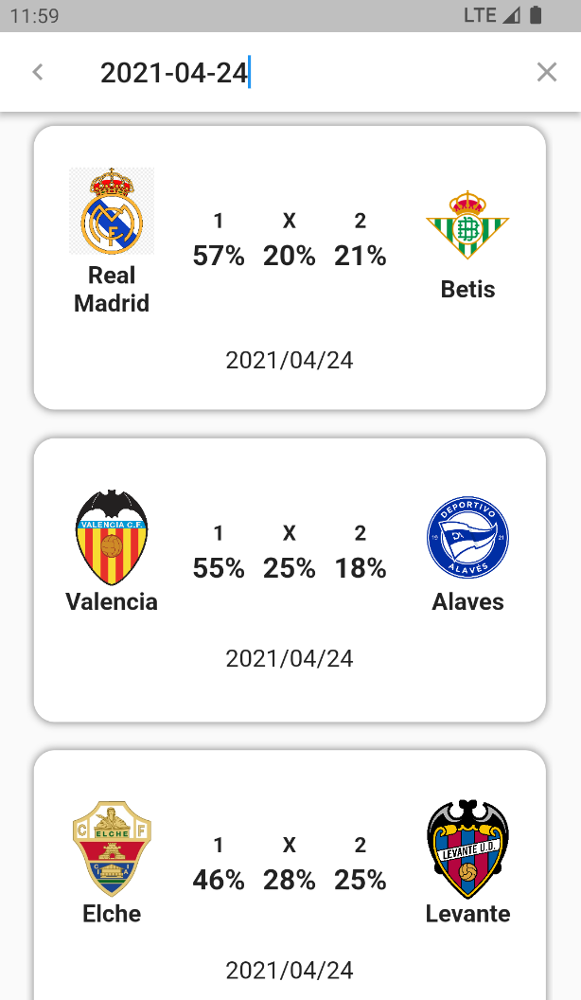 11:59 LTE
2021-04-24
1 X 2
57% 20% 21%
Real
Madrid
Betis
2021/04/24
VALENCIA C.F.
DEPORTIVO
ALAVÉS
1 X 2
55% 25% 18%
Valencia Alaves
2021/04/24
C ELCHE F
LEVANTE U.D.
1 X 2
46% 28% 25%
Elche Levante
2021/04/24